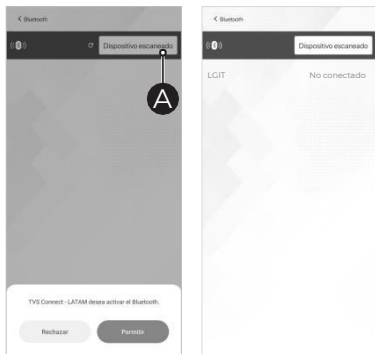 < Bluetooth
Dispositivo escaneado
A
TVS Connect - LATAM desea activar el Bluetooth.
Rechazar
Permitir
< Bluetooth
Dispositivo escaneado
LGIT No conectado